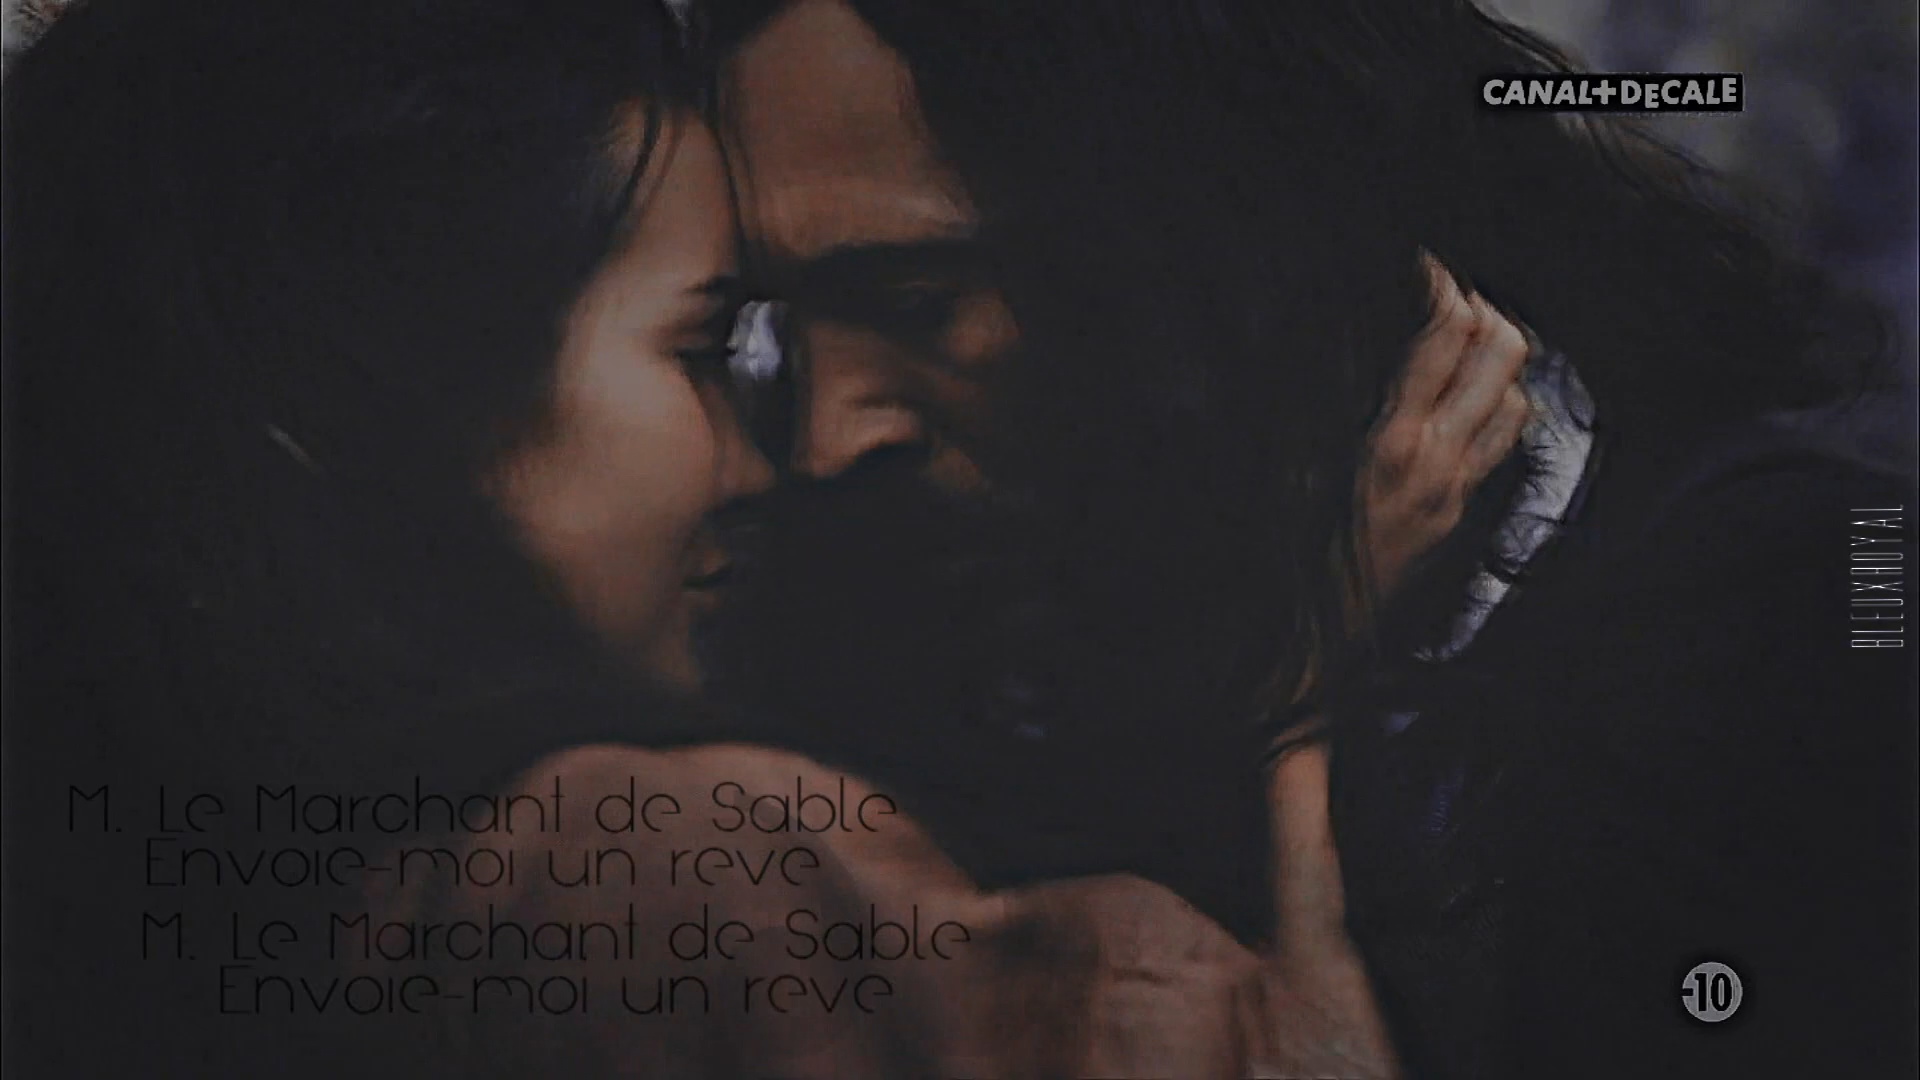 CANAL+DECALE
BLEUXROYAL
M. Le Marchant de Sable
Envoie-moi un reve
M. Le Marchant de Sable
Envoie-moi un reve
-10